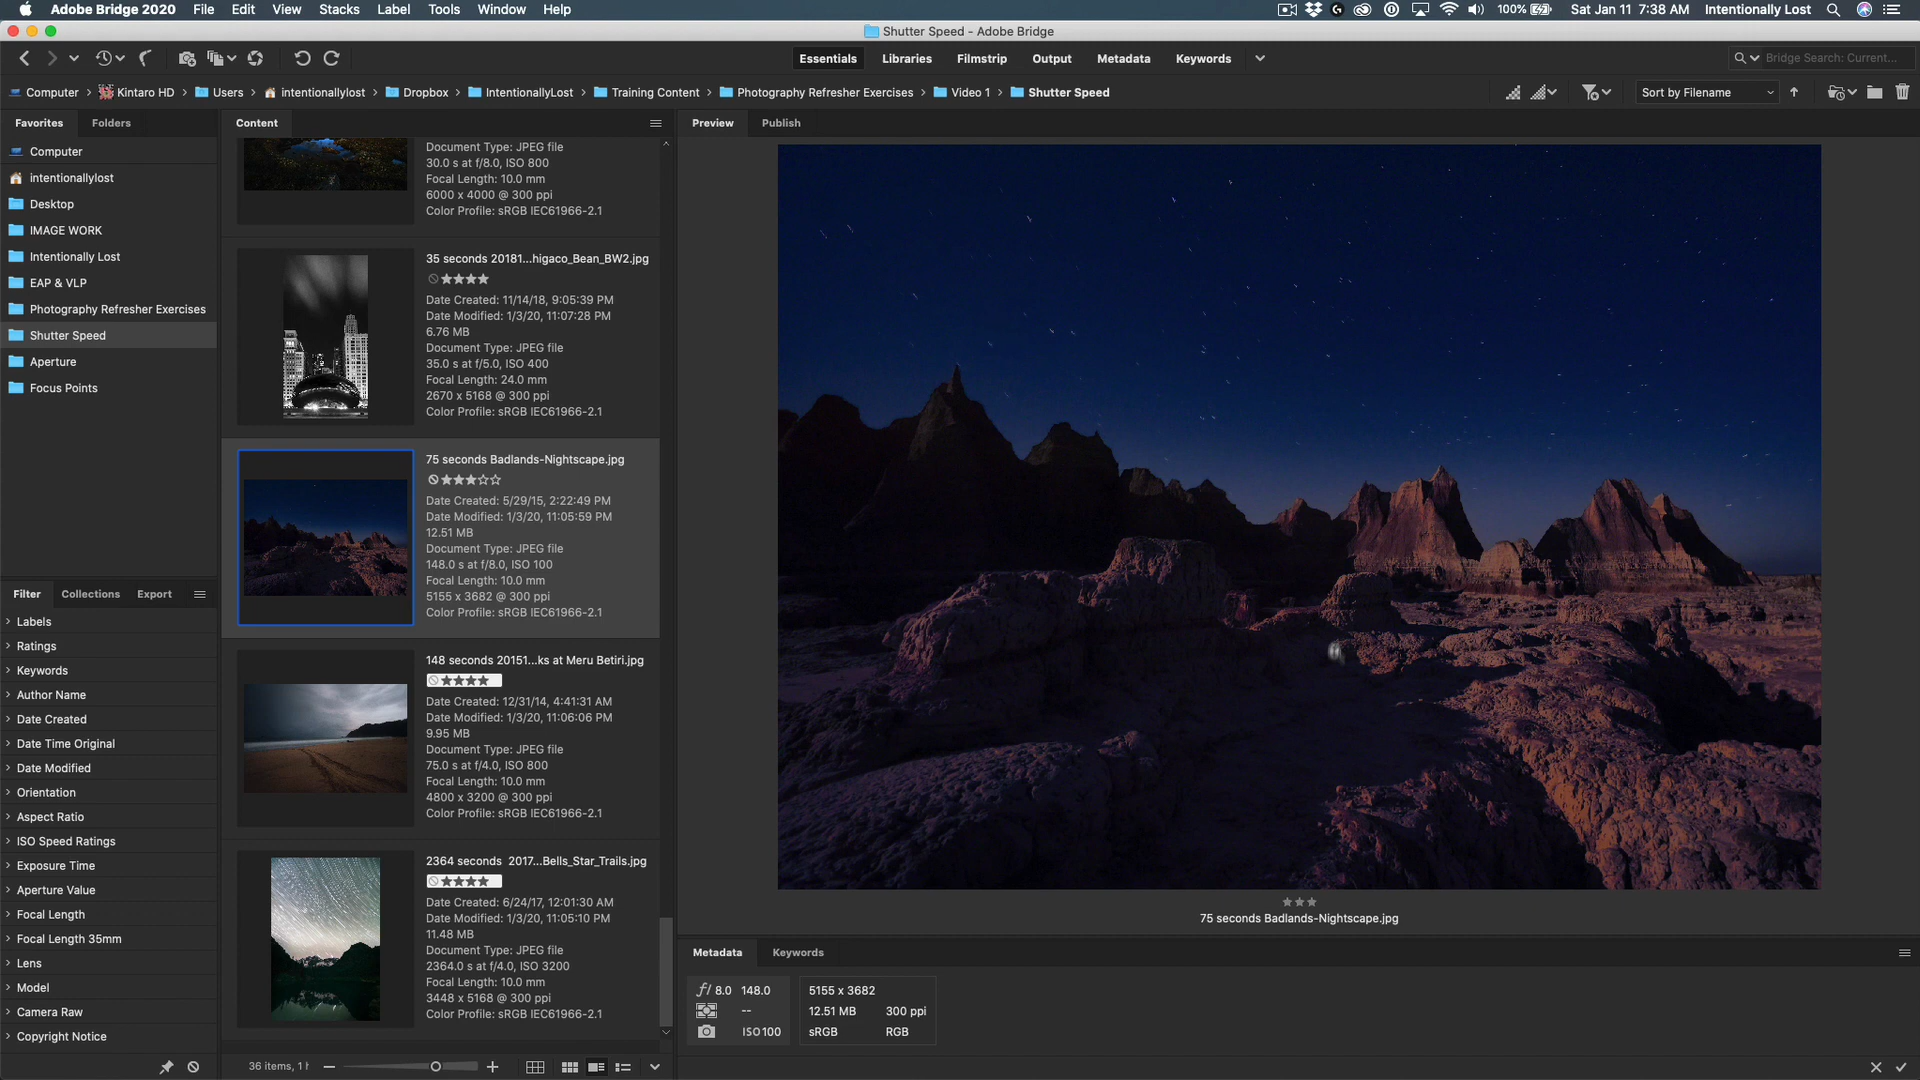 Adobe Bridge 2020 File Edit View Stacks Label Tools Window Help 100% Sat Jan 11 7:38 AM Intentionally Lost
Shutter Speed - Adobe Bridge
Essentials Libraries Filmstrip Output Metadata Keywords Bridge Search: Current...
Computer Kintaro HD Users intentionallylost Dropbox IntentionallyLost Training Content Photography Refresher Exercises Video 1 Shutter Speed Sort by Filename
Favorites Folders
Computer
intentionallylost
Desktop
IMAGE WORK
Intentionally Lost
EAP & VLP
Photography Refresher Exercises
Shutter Speed
Aperture
Focus Points
Filter Collections Export
Labels
Ratings
Keywords
Author Name
Date Created
Date Time Original
Date Modified
Orientation
Aspect Ratio
ISO Speed Ratings
Exposure Time
Aperture Value
Focal Length
Focal Length 35mm
Lens
Model
Camera Raw
Copyright Notice
Content
Document Type: JPEG file
30.0 s at f/8.0, ISO 800
Focal Length: 10.0 mm
6000 x 4000 @ 300 ppi
Color Profile: sRGB IEC61966-2.1
35 seconds 20181...higaco_Bean_BW2.jpg
Date Created: 11/14/18, 9:05:39 PM
Date Modified: 1/3/20, 11:07:28 PM
6.76 MB
Document Type: JPEG file
35.0 s at f/5.0, ISO 400
Focal Length: 24.0 mm
2670 x 5168 @ 300 ppi
Color Profile: sRGB IEC61966-2.1
75 seconds Badlands-Nightscape.jpg
Date Created: 5/29/15, 2:22:49 PM
Date Modified: 1/3/20, 11:05:59 PM
12.51 MB
Document Type: JPEG file
148.0 s at f/8.0, ISO 100
Focal Length: 10.0 mm
5155 x 3682 @ 300 ppi
Color Profile: sRGB IEC61966-2.1
148 seconds 20151...ks at Meru Betiri.jpg
Date Created: 12/31/14, 4:41:31 AM
Date Modified: 1/3/20, 11:06:06 PM
9.95 MB
Document Type: JPEG file
75.0 s at f/4.0, ISO 800
Focal Length: 10.0 mm
4800 x 3200 @ 300 ppi
Color Profile: sRGB IEC61966-2.1
2364 seconds 2017...Bells_Star_Trails.jpg
Date Created: 6/24/17, 12:01:30 AM
Date Modified: 1/3/20, 11:05:10 PM
11.48 MB
Document Type: JPEG file
2364.0 s at f/4.0, ISO 3200
Focal Length: 10.0 mm
3448 x 5168 @ 300 ppi
Color Profile: sRGB IEC61966-2.1
36 items, 1 h
Preview Publish
75 seconds Badlands-Nightscape.jpg
Metadata Keywords
f/ 8.0 148.0
--
ISO100
5155 x 3682
12.51 MB 300 ppi
sRGB RGB